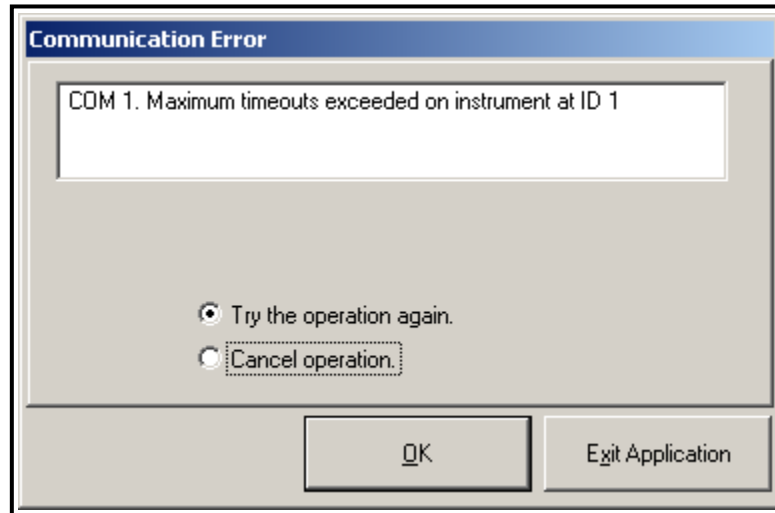 Communication Error
COM 1. Maximum timeouts exceeded on instrument at ID 1
Try the operation again.
Cancel operation.
OK
Exit Application